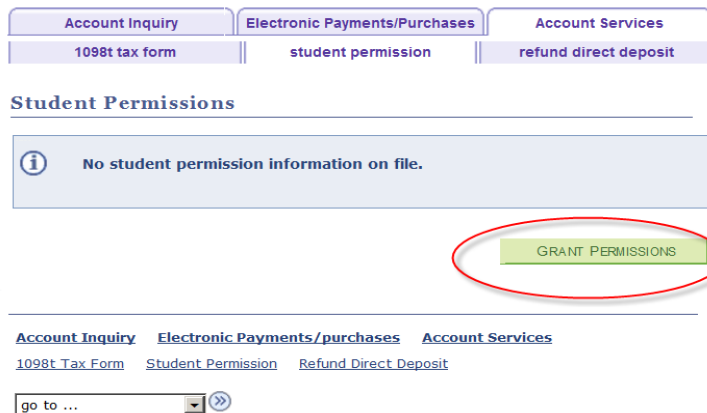 Account Inquiry Electronic Payments/Purchases Account Services
1098t tax form student permission refund direct deposit
Student Permissions
No student permission information on file.
GRANT PERMISSIONS
Account Inquiry Electronic Payments/purchases Account Services
1098t Tax Form Student Permission Refund Direct Deposit
go to ...